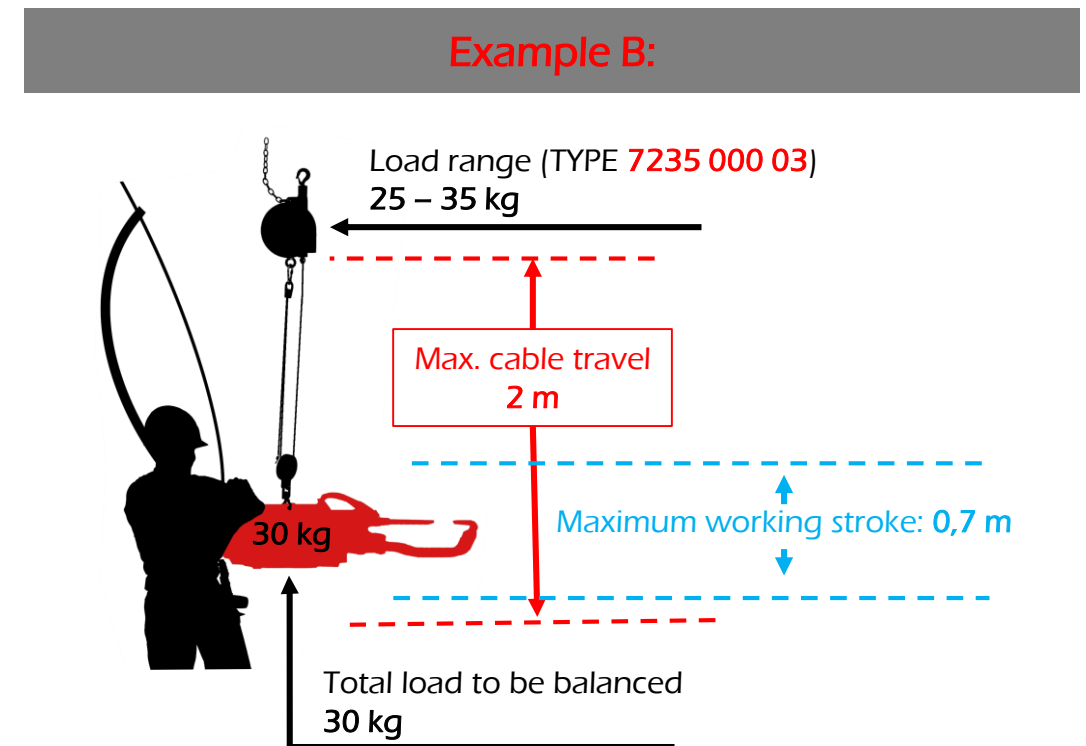 Example B:
Load range (TYPE 7235 000 03)
25 – 35 kg
Max. cable travel
2 m
30 kg
Maximum working stroke: 0,7 m
Total load to be balanced
30 kg